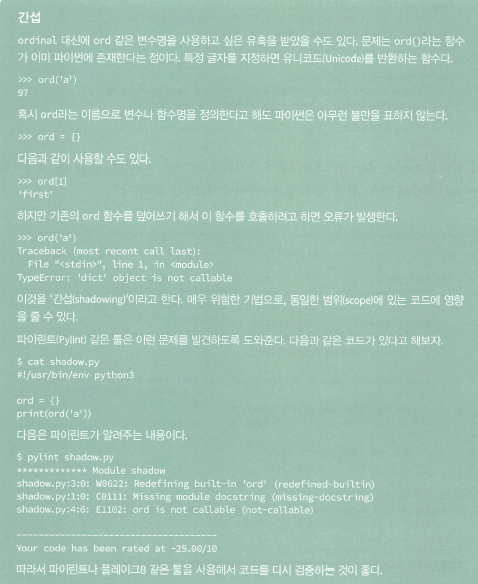 간섭
ordinal 대신에 ord 같은 변수명을 사용하고 싶은 유혹을 받았을 수도 있다. 문제는 ord()라는 함수
가 이미 파이썬에 존재한다는 점이다. 특정 글자를 지정하면 유니코드(Unicode)를 반환하는 함수다.
>>> ord('a')
97
혹시 ord라는 이름으로 변수나 함수명을 정의한다고 해도 파이썬은 아무런 불만을 표하지 않는다.
>>> ord = {}
다음과 같이 사용할 수도 있다.
>>> ord[1]
'first'
하지만 기존의 ord 함수를 덮어쓰기 해서 이 함수를 호출하려고 하면 오류가 발생한다.
>>> ord('a')
Traceback (most recent call last):
  File "<stdin>", line 1, in <module>
TypeError: 'dict' object is not callable
이것을 '간섭(shadowing)'이라고 한다. 매우 위험한 기법으로, 동일한 범위(scope)에 있는 코드에 영향
을 줄 수 있다.
파이린트(Pylint) 같은 툴은 이런 문제를 발견하도록 도와준다. 다음과 같은 코드가 있다고 해보자.
$ cat shadow.py
#!/usr/bin/env python3
ord = {}
print(ord('a'))
다음은 파이린트가 알려주는 내용이다.
$ pylint shadow.py
************* Module shadow
shadow.py:3:0: W0622: Redefining built-in 'ord' (redefined-builtin)
shadow.py:1:0: C0111: Missing module docstring (missing-docstring)
shadow.py:4:6: E1102: ord is not callable (not-callable)
-----------------------------------
Your code has been rated at -25.00/10
따라서 파이린트나 플레이크8 같은 툴을 사용해서 코드를 다시 검증하는 것이 좋다.